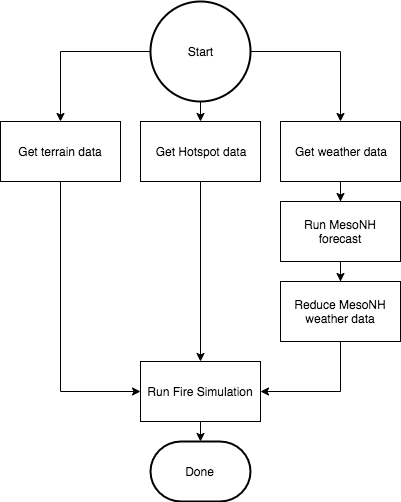 Start
Get terrain data
Get Hotspot data
Get weather data
Run MesoNH
forecast
Reduce MesoNH
weather data
Run Fire Simulation
Done